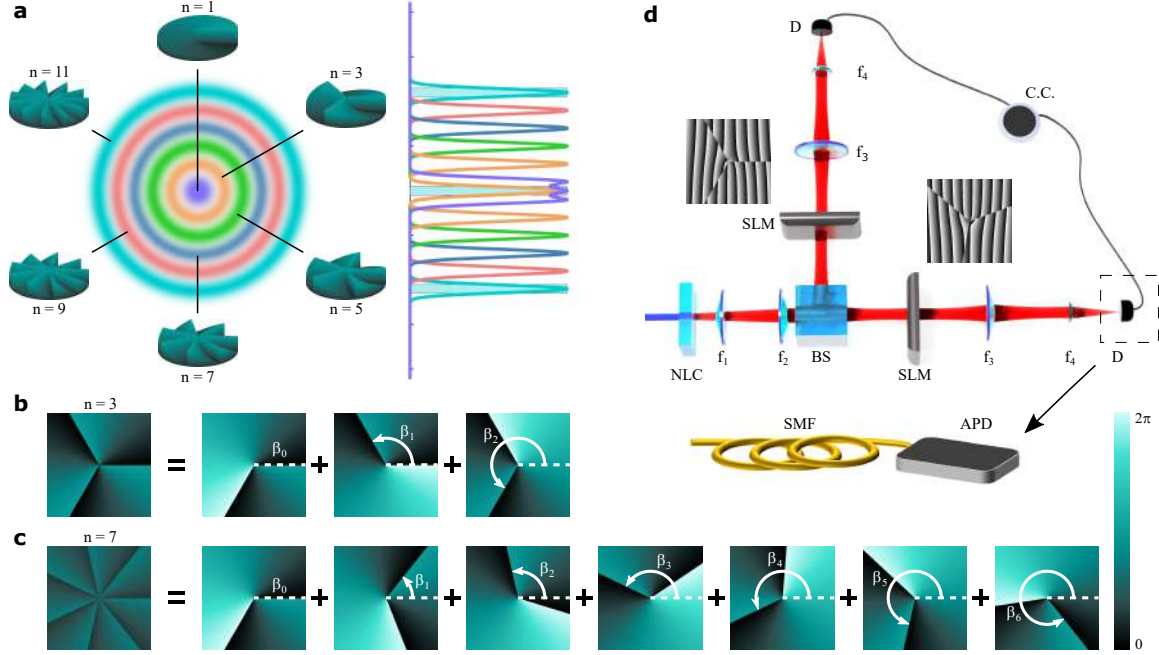 a
n = 1
n = 11
n = 3
n = 9
n = 5
n = 7
d
D
f4
C.C.
f3
SLM
f1
f2
BS
f3
f4
D
NLC
SLM
SMF
APD
b
n = 3
=
β0
+
β1
+
β2
c
n = 7
=
β0
+
β1
+
β2
+
β3
+
β4
+
β5
+
β6
2π
0